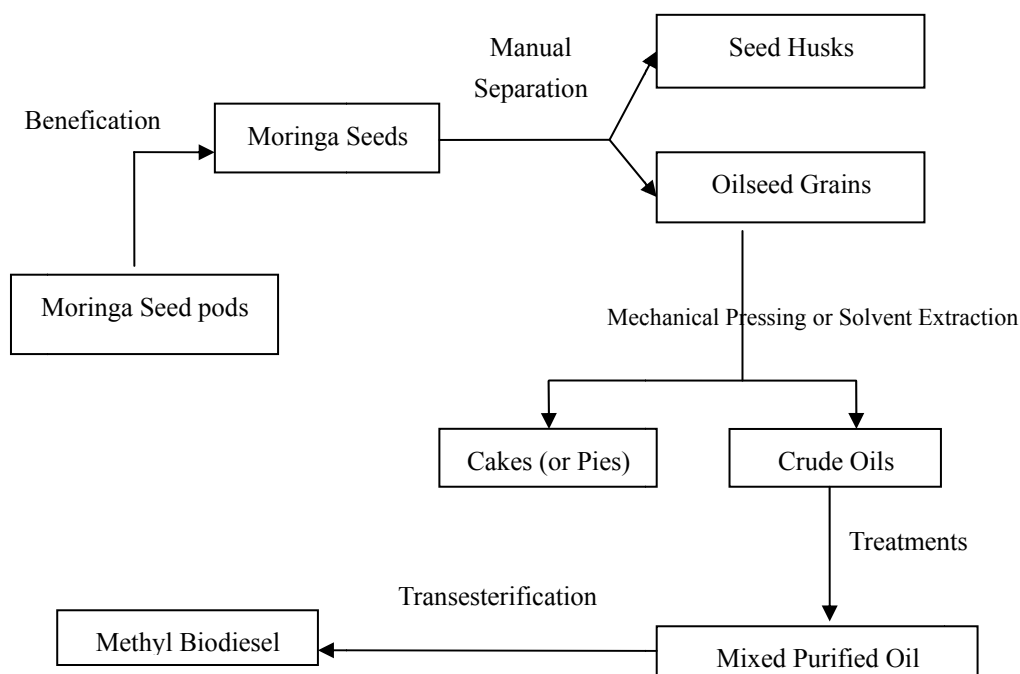 Manual
Separation
Seed Husks
Benefication
Moringa Seeds
Oilseed Grains
Moringa Seed pods
Mechanical Pressing or Solvent Extraction
Cakes (or Pies)
Crude Oils
Treatments
Transesterification
Methyl Biodiesel
Mixed Purified Oil